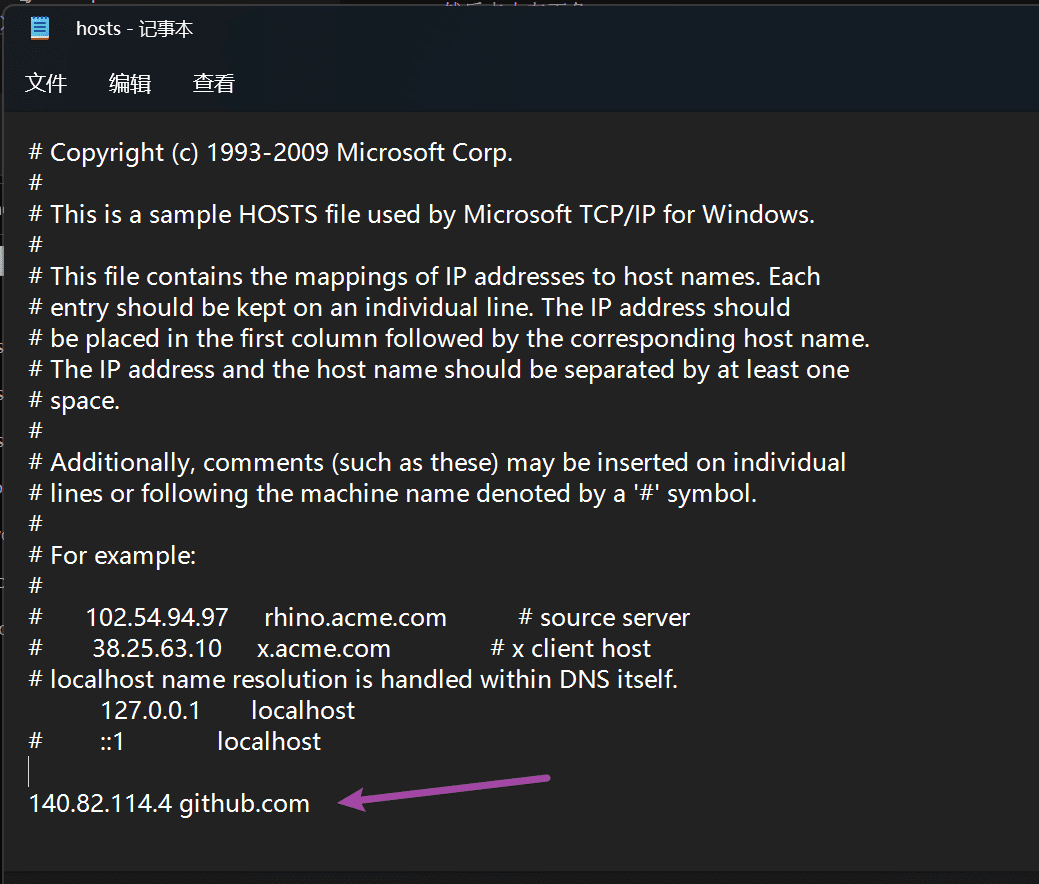 hosts - 记事本
文件 编辑 查看
# Copyright (c) 1993-2009 Microsoft Corp.
#
# This is a sample HOSTS file used by Microsoft TCP/IP for Windows.
#
# This file contains the mappings of IP addresses to host names. Each
# entry should be kept on an individual line. The IP address should
# be placed in the first column followed by the corresponding host name.
# The IP address and the host name should be separated by at least one
# space.
#
# Additionally, comments (such as these) may be inserted on individual
# lines or following the machine name denoted by a '#' symbol.
#
# For example:
#
# 102.54.94.97 rhino.acme.com # source server
# 38.25.63.10 x.acme.com # x client host
# localhost name resolution is handled within DNS itself.
127.0.0.1 localhost
# ::1 localhost
140.82.114.4 github.com